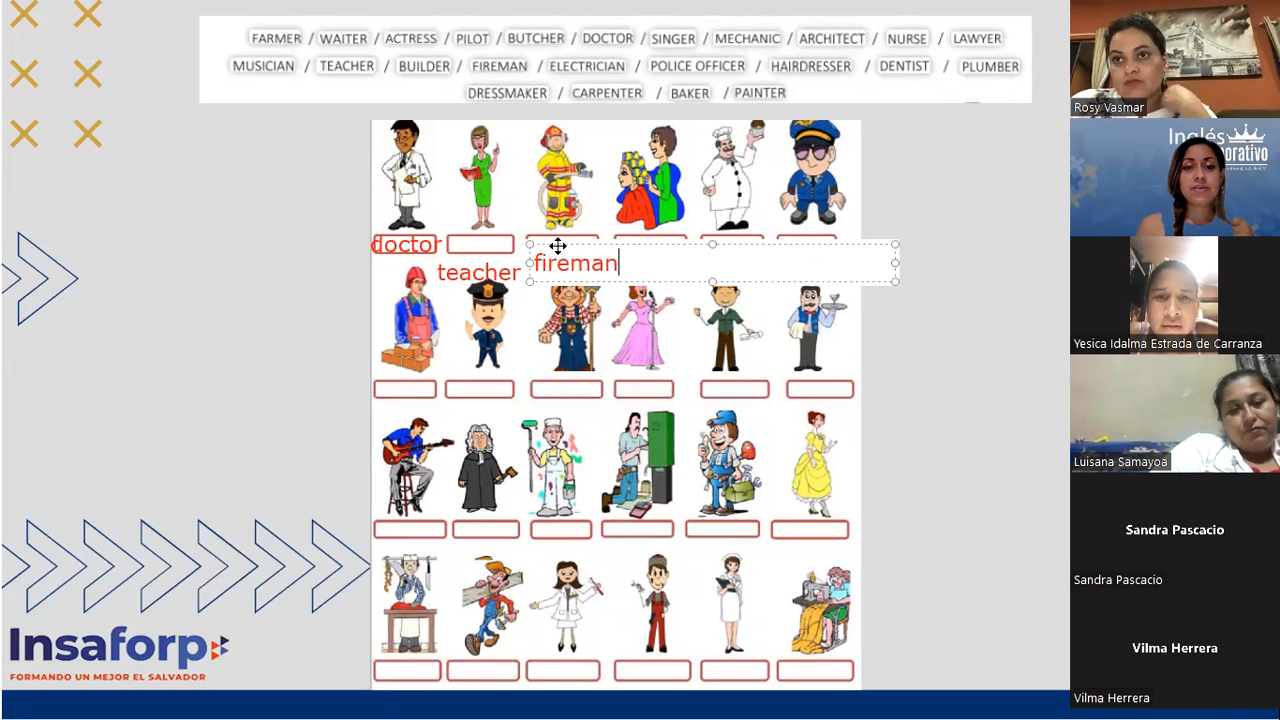 FARMER / WAITER / ACTRESS / PILOT / BUTCHER / DOCTOR / SINGER / MECHANIC / ARCHITECT / NURSE / LAWYER
MUSICIAN / TEACHER / BUILDER / FIREMAN / ELECTRICIAN / POLICE OFFICER / HAIRDRESSER / DENTIST / PLUMBER
DRESSMAKER / CARPENTER / BAKER / PAINTER
doctor
teacher
fireman
Insaforp
FORMANDO UN MEJOR EL SALVADOR
Rosy Vasmar
Inglés
orativo
Yesica Idalma Estrada de Carranza
Luisana Samayoa
Sandra Pascacio
Sandra Pascacio
Vilma Herrera
Vilma Herrera